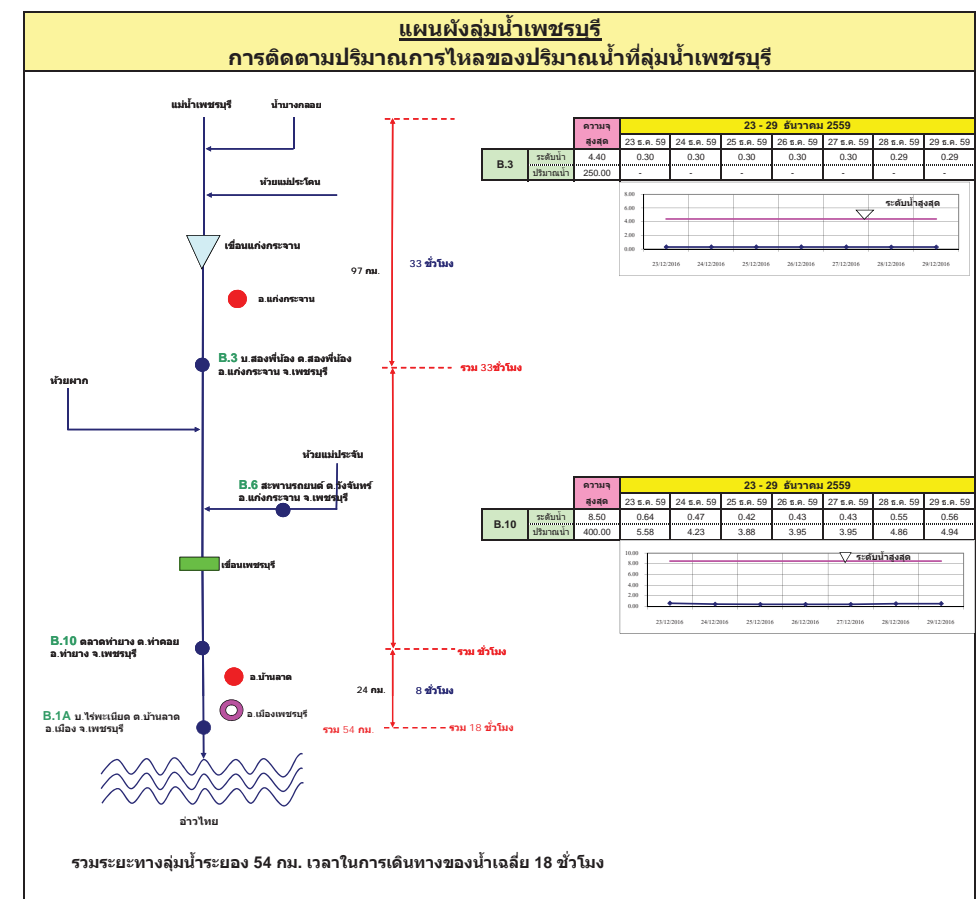 แผนผังลุ่มน้ำเพชรบุรี
การติดตามปริมาณการไหลของปริมาณน้ำที่ลุ่มน้ำเพชรบุรี
แม่น้ำเพชรบุรี
น้ำบางกลอย
ห้วยแม่ประโดน
เขื่อนแก่งกระจาน
97 กม.
33 ชั่วโมง
อ.แก่งกระจาน
B.3 บ.สองพี่น้อง ต.สองพี่น้อง
อ.แก่งกระจาน จ.เพชรบุรี
รวม 33ชั่วโมง
ห้วยผาก
ห้วยแม่ประจัน
B.6 สะพานรถยนต์ ต.วังจันทร์
อ.แก่งกระจาน จ.เพชรบุรี
เขื่อนเพชรบุรี
B.10 ตลาดท่ายาง ต.ท่าคอย
อ.ท่ายาง จ.เพชรบุรี
รวม ชั่วโมง
อ.บ้านลาด
24 กม.
8 ชั่วโมง
B.1A บ.ไร่พะเนียด ต.บ้านลาด
อ.เมือง จ.เพชรบุรี
อ.เมืองเพชรบุรี
รวม 54 กม.
รวม 18 ชั่วโมง
อ่าวไทย
รวมระยะทางลุ่มน้ำระยอง 54 กม. เวลาในการเดินทางของน้ำเฉลี่ย 18 ชั่วโมง
ความจุ 23 - 29 ธันวาคม 2559
สูงสุด 23 ธ.ค. 59 24 ธ.ค. 59 25 ธ.ค. 59 26 ธ.ค. 59 27 ธ.ค. 59 28 ธ.ค. 59 29 ธ.ค. 59
B.3
ระดับน้ำ 4.40 0.30 0.30 0.30 0.30 0.30 0.29 0.29
ปริมาณน้ำ 250.00 - - - - - - -
ระดับน้ำสูงสุด
8.00
6.00
4.00
2.00
0.00
23/12/2016 24/12/2016 25/12/2016 26/12/2016 27/12/2016 28/12/2016 29/12/2016
ความจุ 23 - 29 ธันวาคม 2559
สูงสุด 23 ธ.ค. 59 24 ธ.ค. 59 25 ธ.ค. 59 26 ธ.ค. 59 27 ธ.ค. 59 28 ธ.ค. 59 29 ธ.ค. 59
B.10
ระดับน้ำ 8.50 0.64 0.47 0.42 0.43 0.43 0.55 0.56
ปริมาณน้ำ 400.00 5.58 4.23 3.88 3.95 3.95 4.86 4.94
ระดับน้ำสูงสุด
10.00
8.00
6.00
4.00
2.00
0.00
23/12/2016 24/12/2016 25/12/2016 26/12/2016 27/12/2016 28/12/2016 29/12/2016